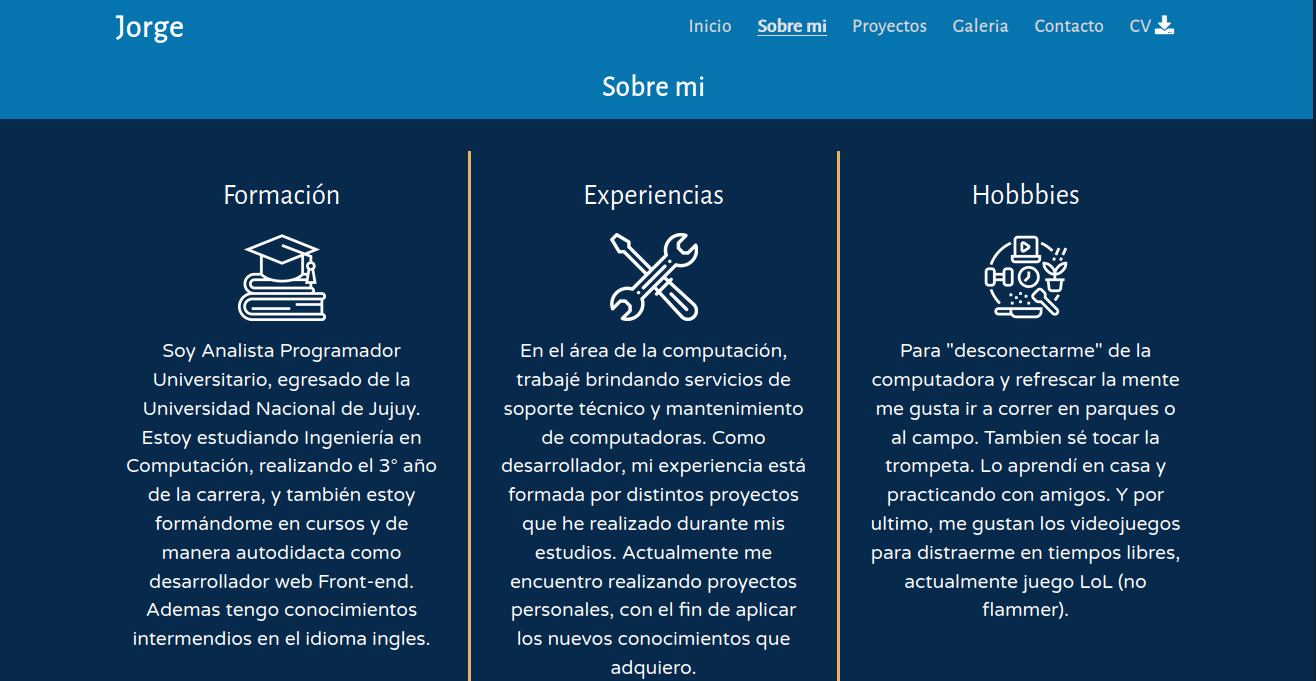 Jorge
Inicio
Sobre mi
Proyectos
Galeria
Contacto
CV
Sobre mi
Formación
Soy Analista Programador
Universitario, egresado de la
Universidad Nacional de Jujuy.
Estoy estudiando Ingeniería en
Computación, realizando el 3° año
de la carrera, y también estoy
formándome en cursos y de
manera autodidacta como
desarrollador web Front-end.
Ademas tengo conocimientos
intermendios en el idioma ingles.
Experiencias
En el área de la computación,
trabajé brindando servicios de
soporte técnico y mantenimiento
de computadoras. Como
desarrollador, mi experiencia está
formada por distintos proyectos
que he realizado durante mis
estudios. Actualmente me
encuentro realizando proyectos
personales, con el fin de aplicar
los nuevos conocimientos que
adquiero.
Hobbbies
Para "desconectarme" de la
computadora y refrescar la mente
me gusta ir a correr en parques o
al campo. Tambien sé tocar la
trompeta. Lo aprendí en casa y
practicando con amigos. Y por
ultimo, me gustan los videojuegos
para distraerme en tiempos libres,
actualmente juego LoL (no
flammer).